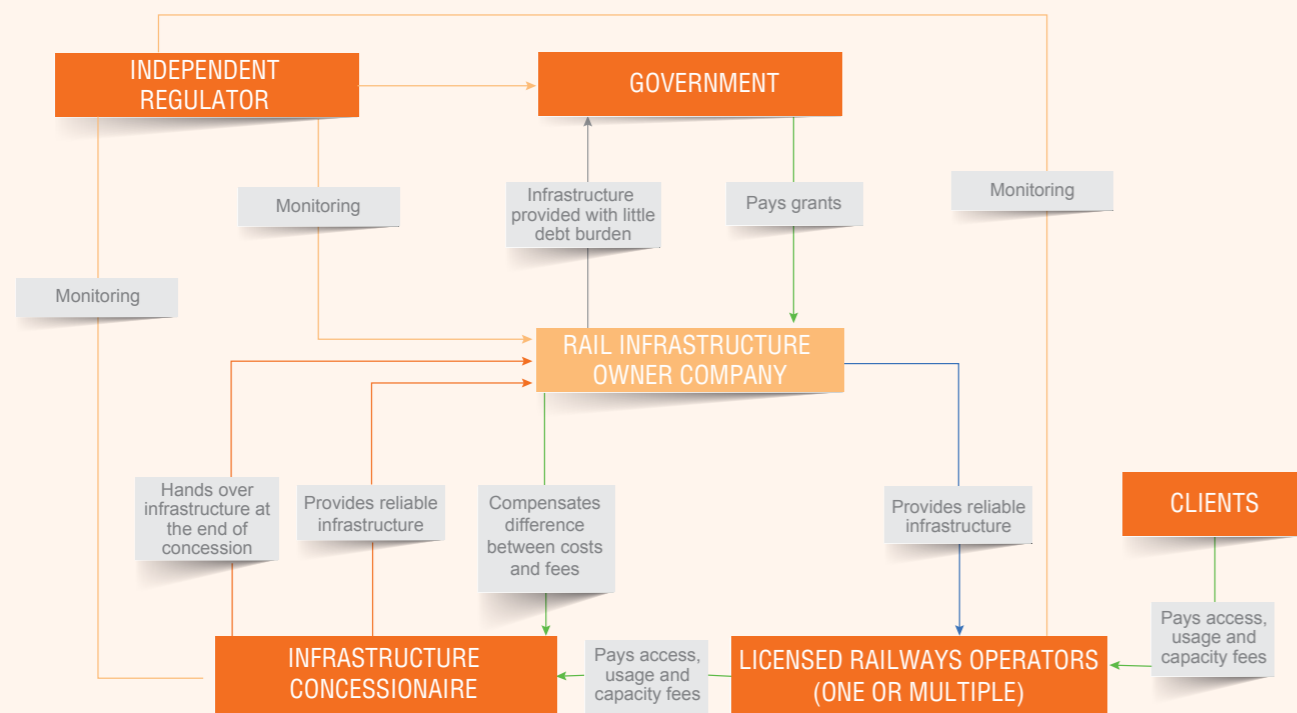 INDEPENDENT
REGULATOR
GOVERNMENT
Monitoring
Infrastructure
provided with little
debt burden
Pays grants
Monitoring
Monitoring
RAIL INFRASTRUCTURE
OWNER COMPANY
Hands over
infrastructure at
the end of
concession
Provides reliable
infrastructure
Compensates
difference
between costs
and fees
Provides reliable
infrastructure
CLIENTS
Pays access,
usage and
capacity fees
INFRASTRUCTURE
CONCESSIONAIRE
Pays access,
usage and
capacity fees
LICENSED RAILWAYS OPERATORS
(ONE OR MULTIPLE)